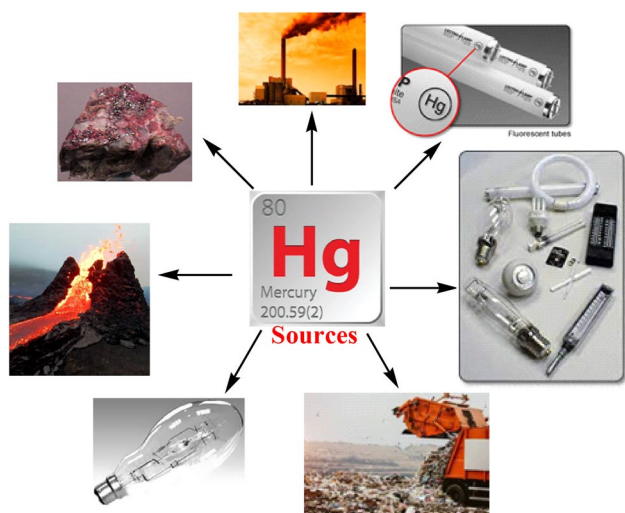 Hg
Fluorescent tubes
80
Hg
Mercury
200.59(2)
Sources